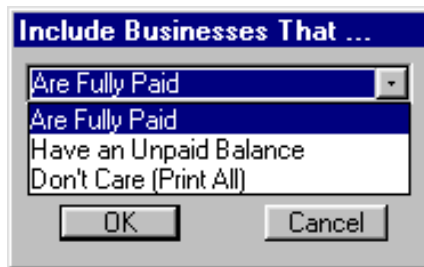 Include Businesses That ...
Are Fully Paid
Are Fully Paid
Have an Unpaid Balance
Don't Care (Print All)
OK Cancel